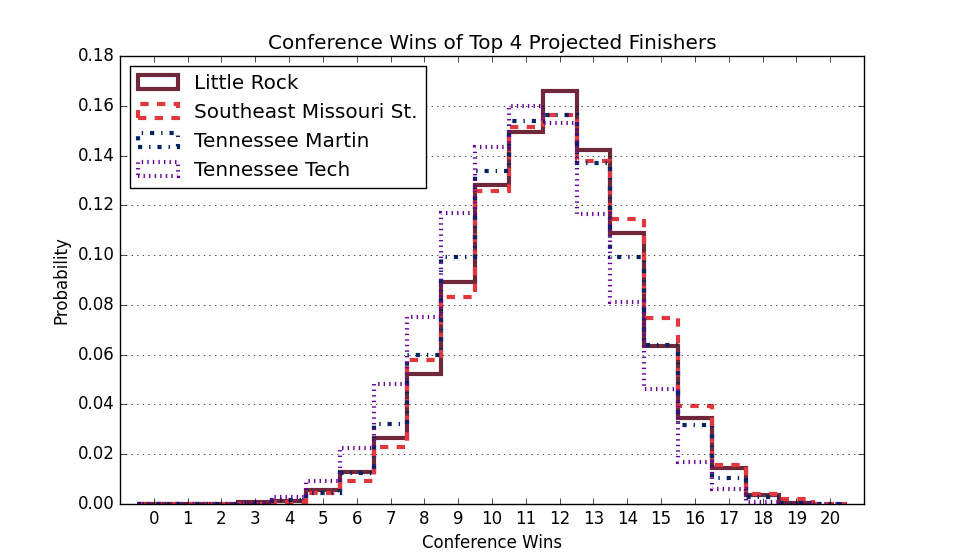 Conference Wins of Top 4 Projected Finishers
0.18
0.16
0.14
0.12
0.10
0.08
0.06
0.04
0.02
0.00
Probability
Little Rock
Southeast Missouri St.
Tennessee Martin
Tennessee Tech
0 1 2 3 4 5 6 7 8 9 10 11 12 13 14 15 16 17 18 19 20
Conference Wins